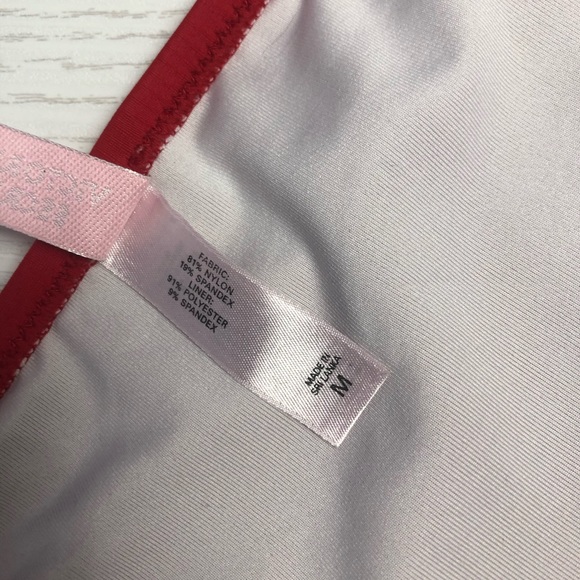 FABRIC:
81% NYLON
19% SPANDEX
LINER:
91% POLYESTER
9% SPANDEX
MADE IN
SRI LANKA
M